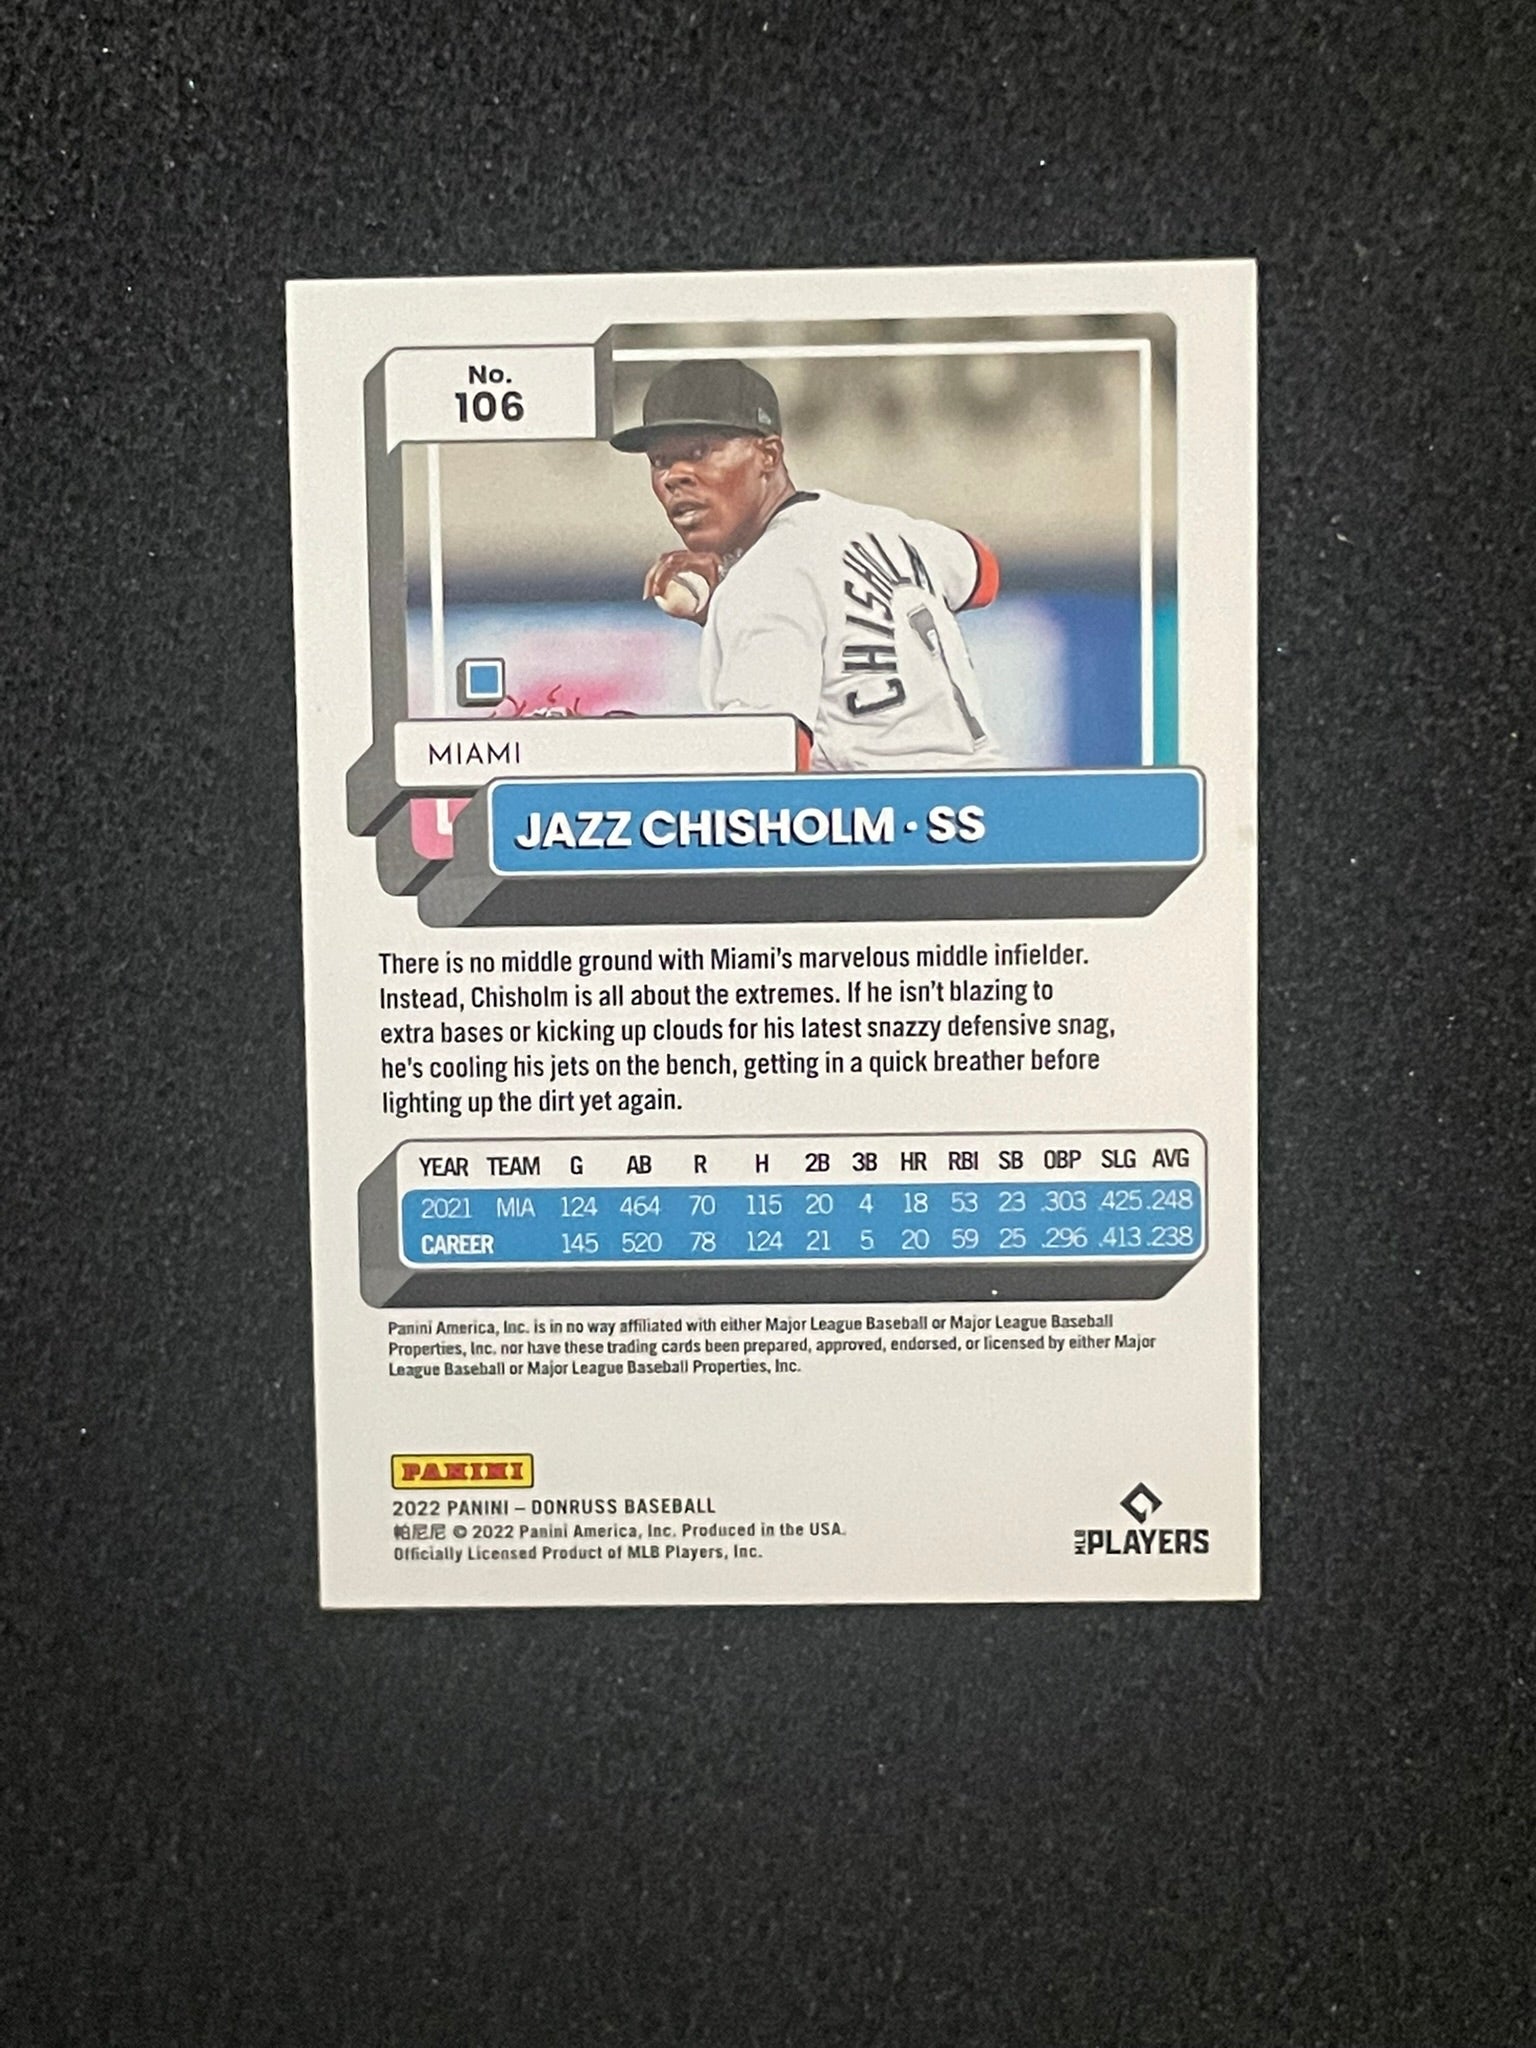 No.
106
CHISHOL
MIAMI
JAZZ CHISHOLM · SS
There is no middle ground with Miami's marvelous middle infielder.
Instead, Chisholm is all about the extremes. If he isn't blazing to
extra bases or kicking up clouds for his latest snazzy defensive snag,
he's cooling his jets on the bench, getting in a quick breather before
lighting up the dirt yet again.
YEAR TEAM G AB R H 2B 3B HR RBI SB OBP SLG AVG
2021 MIA 124 464 70 115 20 4 18 53 23 .303 .425 .248
CAREER 145 520 78 124 21 5 20 59 25 .296 .413 .238
Panini America, Inc. is in no way affiliated with either Major League Baseball or Major League Baseball
Properties, Inc. nor have these trading cards been prepared, approved, endorsed, or licensed by either Major
League Baseball or Major League Baseball Properties, Inc.
PANINI
2022 PANINI – DONRUSS BASEBALL
帕尼尼 © 2022 Panini America, Inc. Produced in the USA.
Officially Licensed Product of MLB Players, Inc.
MLB PLAYERS